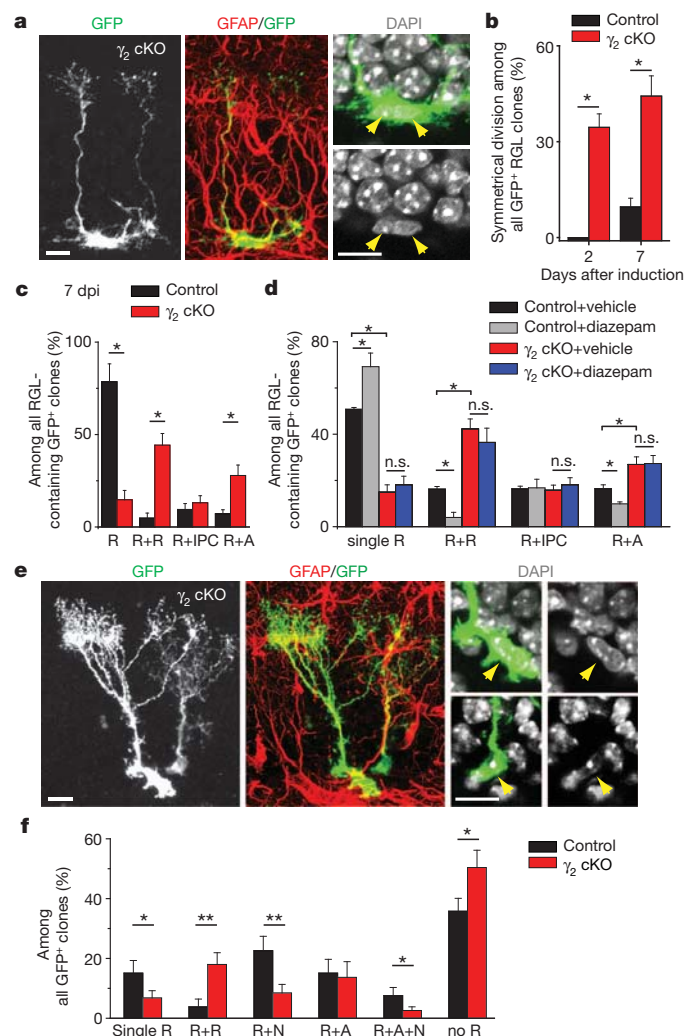 a
GFP
GFAP/GFP
DAPI
γ2 cKO
b
Control
γ2 cKO
Symmetrical division among
all GFP+ RGL clones (%)
60
40
20
0
*
*
2
7
Days after induction
c
7 dpi
Control
γ2 cKO
Among all RGL-
containing GFP+ clones (%)
75
50
25
0
*
*
*
R
R+R
R+IPC
R+A
d
Control+vehicle
Control+diazepam
γ2 cKO+vehicle
γ2 cKO+diazepam
Among all RGL-
containing GFP+ clones (%)
80
40
0
*
*
n.s.
*
*
n.s.
n.s.
*
*
n.s.
single R
R+R
R+IPC
R+A
e
GFP
GFAP/GFP
DAPI
γ2 cKO
f
Control
γ2 cKO
Among
all GFP+ clones (%)
60
40
20
0
*
**
**
*
*
Single R
R+R
R+N
R+A
R+A+N
no R